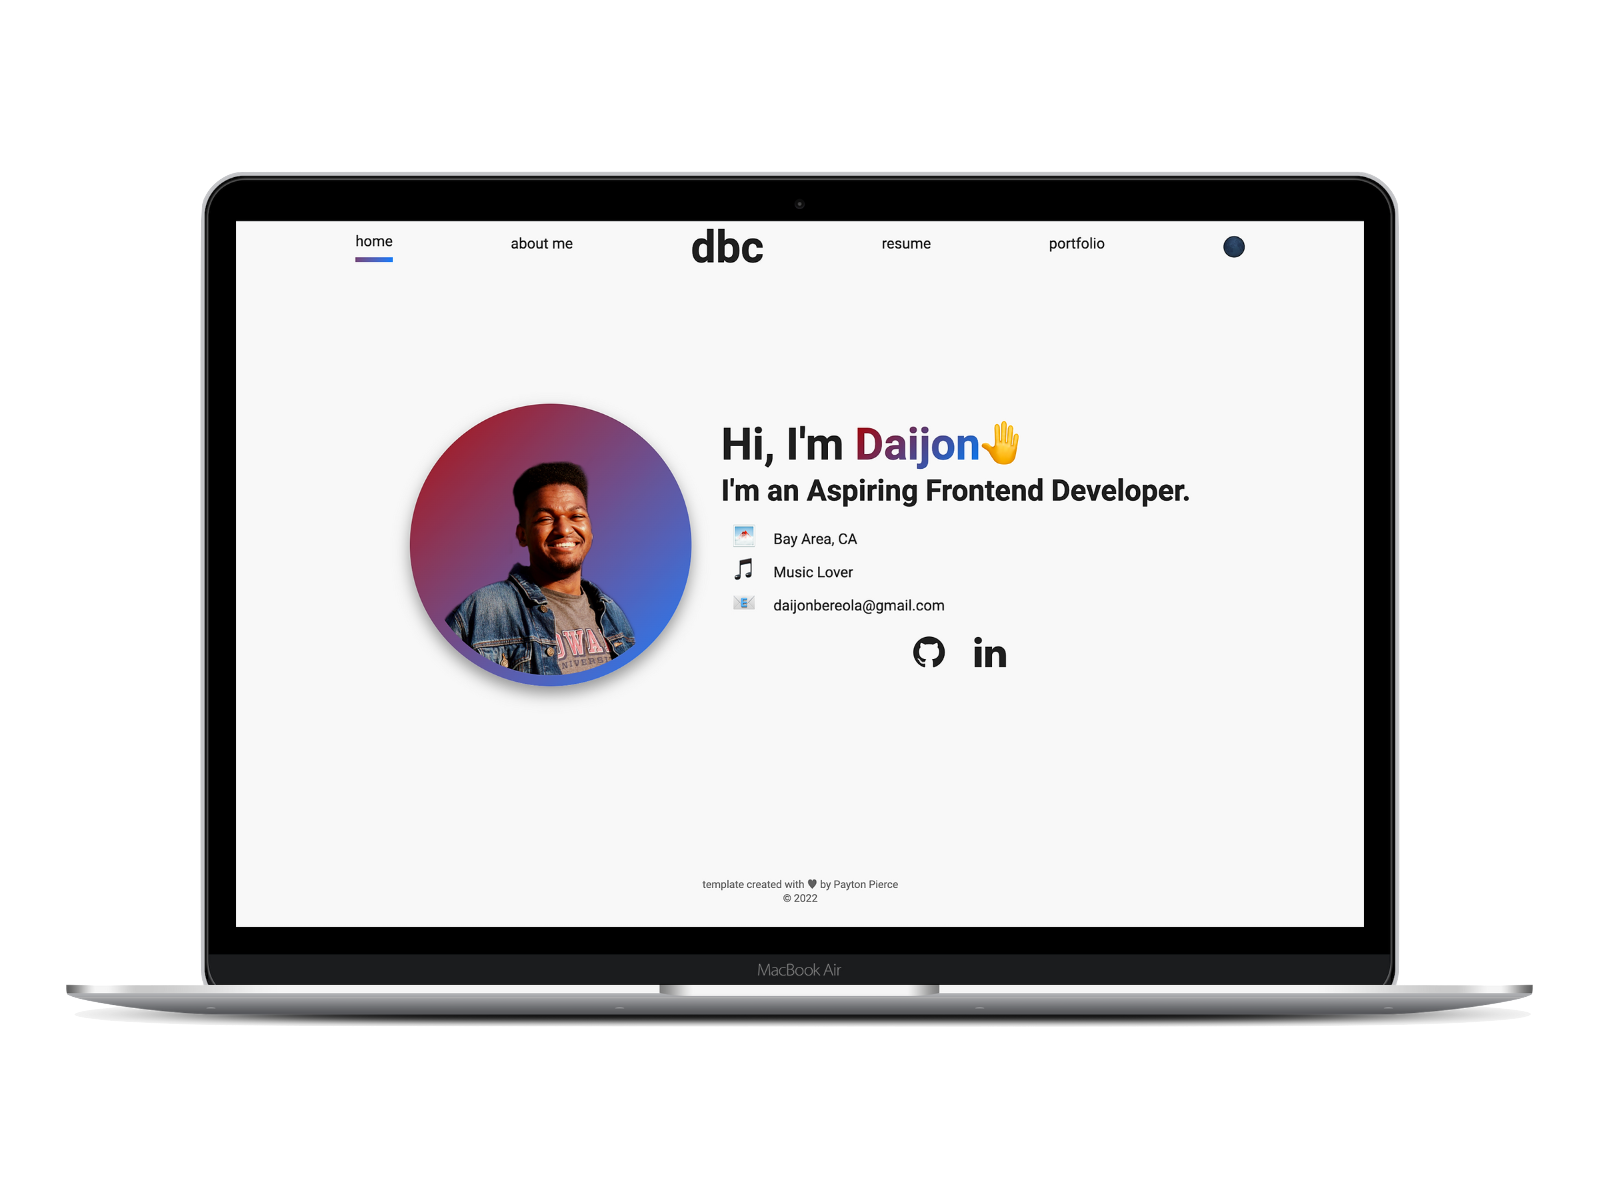 home
about me
dbc
resume
portfolio
Hi, I'm Daijon🤚
I'm an Aspiring Frontend Developer.
Bay Area, CA
Music Lover
daijonbereola@gmail.com
in
template created with ♥ by Payton Pierce
© 2022
MacBook Air